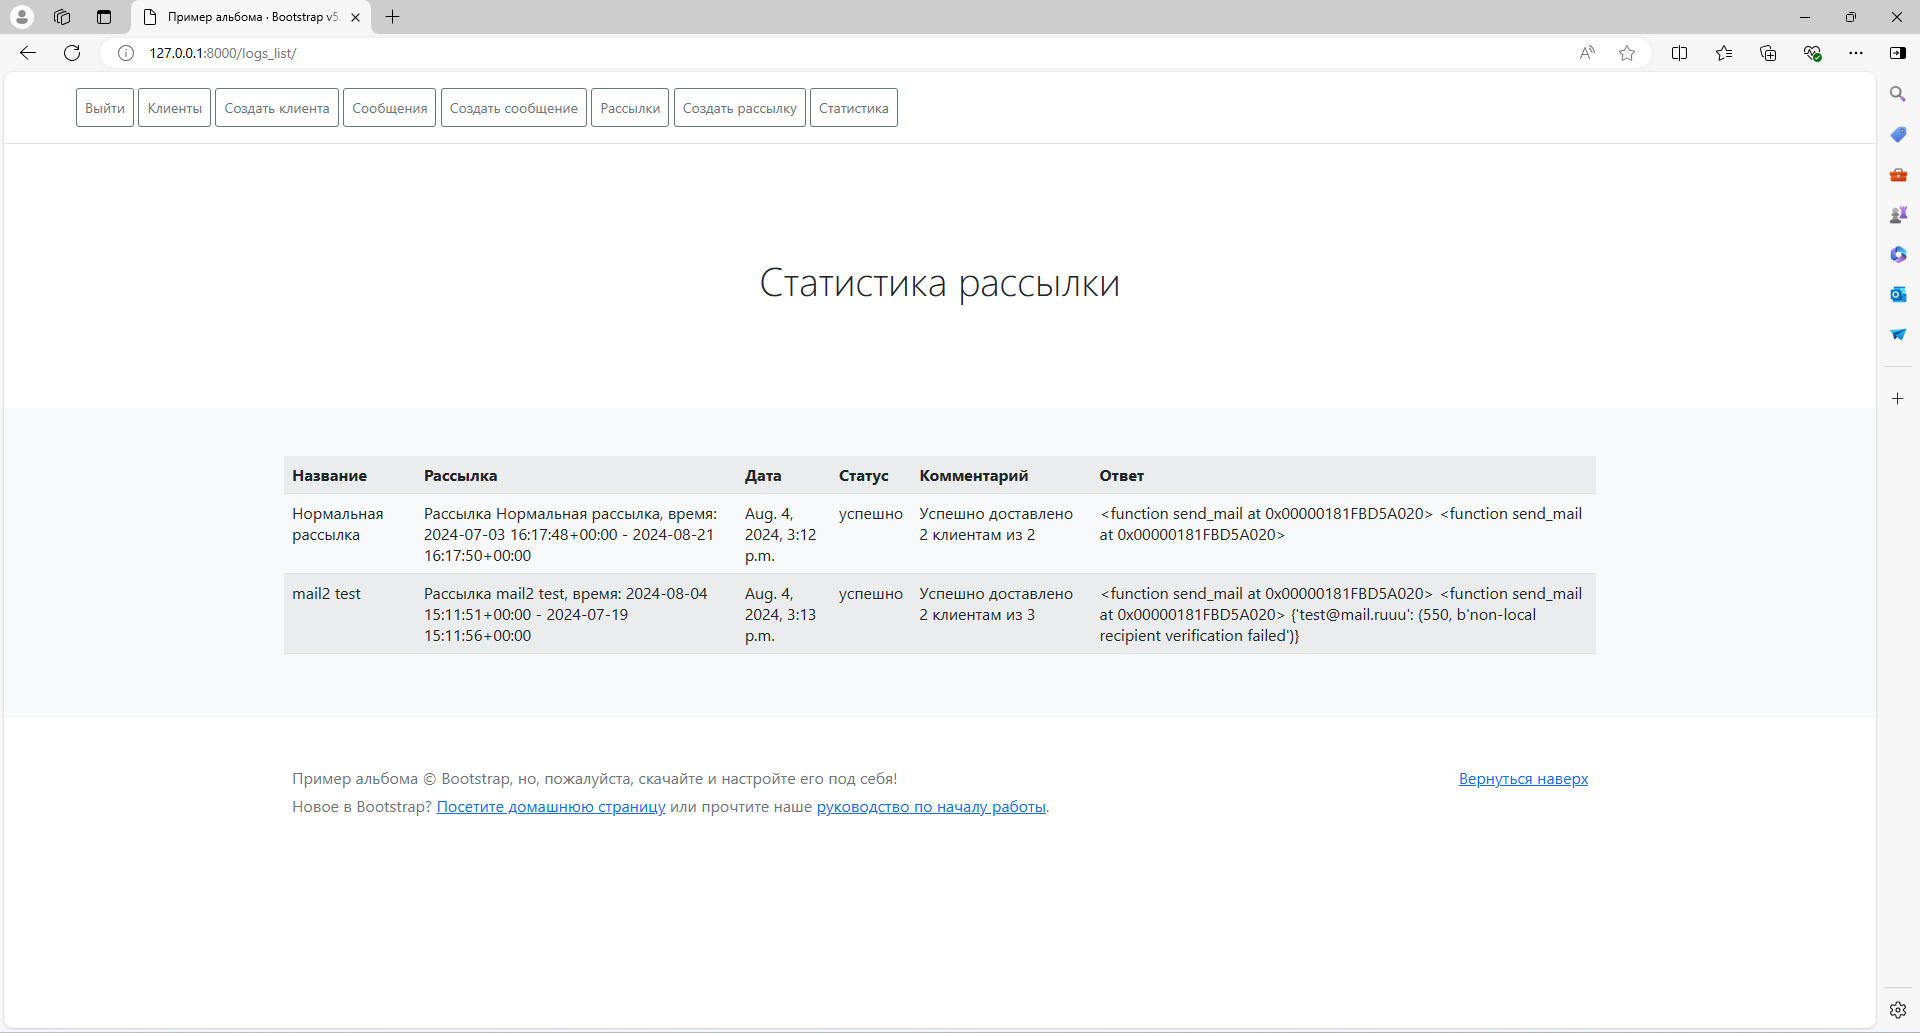 Пример альбома · Bootstrap v5.
127.0.0.1:8000/logs_list/
Выйти Клиенты Создать клиента Сообщения Создать сообщение Рассылки Создать рассылку Статистика
Статистика рассылки
Название Рассылка Дата Статус Комментарий Ответ
Нормальная рассылка
Рассылка Нормальная рассылка, время:
2024-07-03 16:17:48+00:00 - 2024-08-21
16:17:50+00:00
Aug. 4,
2024, 3:12
p.m.
успешно
Успешно доставлено
2 клиентам из 2
<function send_mail at 0x00000181FBD5A020> <function send_mail
at 0x00000181FBD5A020>
mail2 test
Рассылка mail2 test, время: 2024-08-04
15:11:51+00:00 - 2024-07-19
15:11:56+00:00
Aug. 4,
2024, 3:13
p.m.
успешно
Успешно доставлено
2 клиентам из 3
<function send_mail at 0x00000181FBD5A020> <function send_mail
at 0x00000181FBD5A020> {'test@mail.ruuu': (550, b'non-local
recipient verification failed')}
Пример альбома © Bootstrap, но, пожалуйста, скачайте и настройте его под себя!
Вернуться наверх
Новое в Bootstrap? Посетите домашнюю страницу или прочтите наше руководство по началу работы.